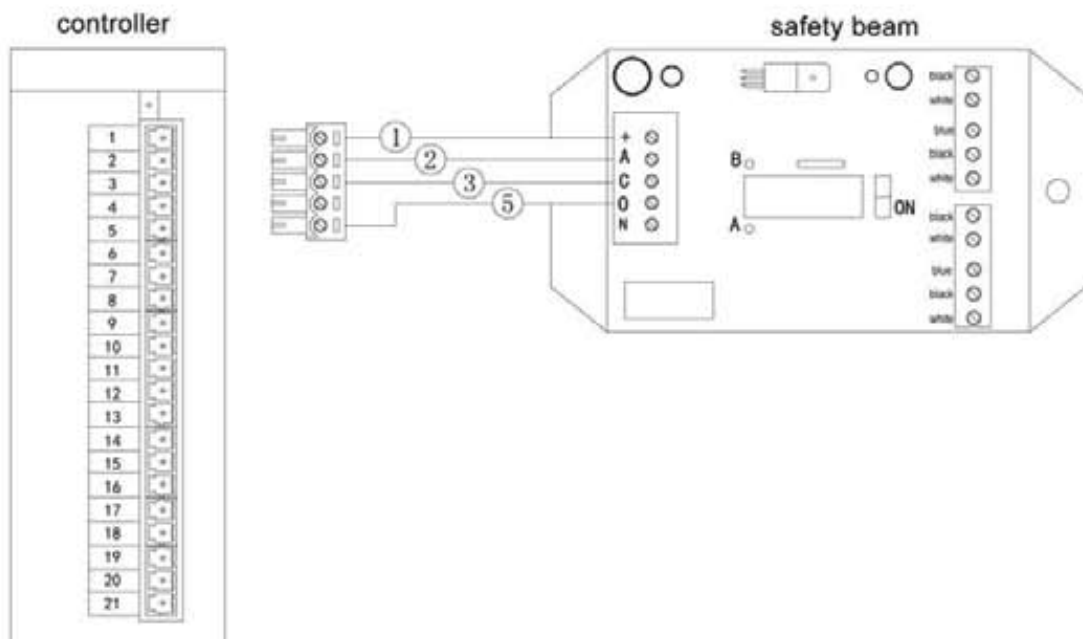 controller
safety beam
1
2
3
4
5
6
7
8
9
10
11
12
13
14
15
16
17
18
19
20
21
①
②
③
⑤
+
A
C
O
N
B
A
ON
black
white
blue
black
white
black
white
blue
black
white